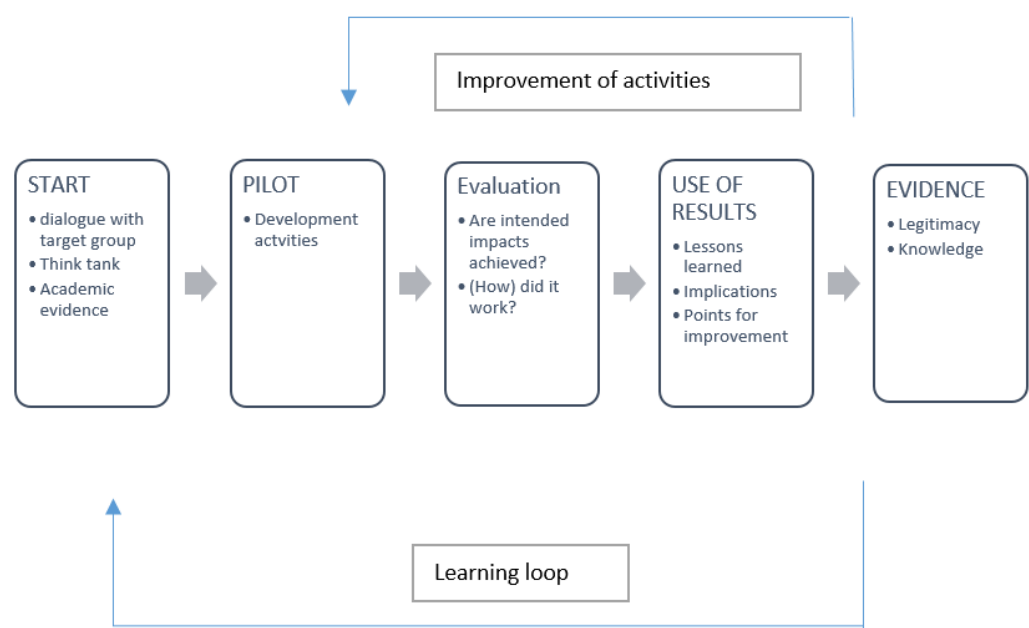 Improvement of activities
START
• dialogue with
target group
• Think tank
• Academic
evidence
PILOT
• Development
actvities
Evaluation
• Are intended
impacts
achieved?
• (How) did it
work?
USE OF
RESULTS
• Lessons
learned
• Implications
• Points for
improvement
EVIDENCE
• Legitimacy
• Knowledge
Learning loop